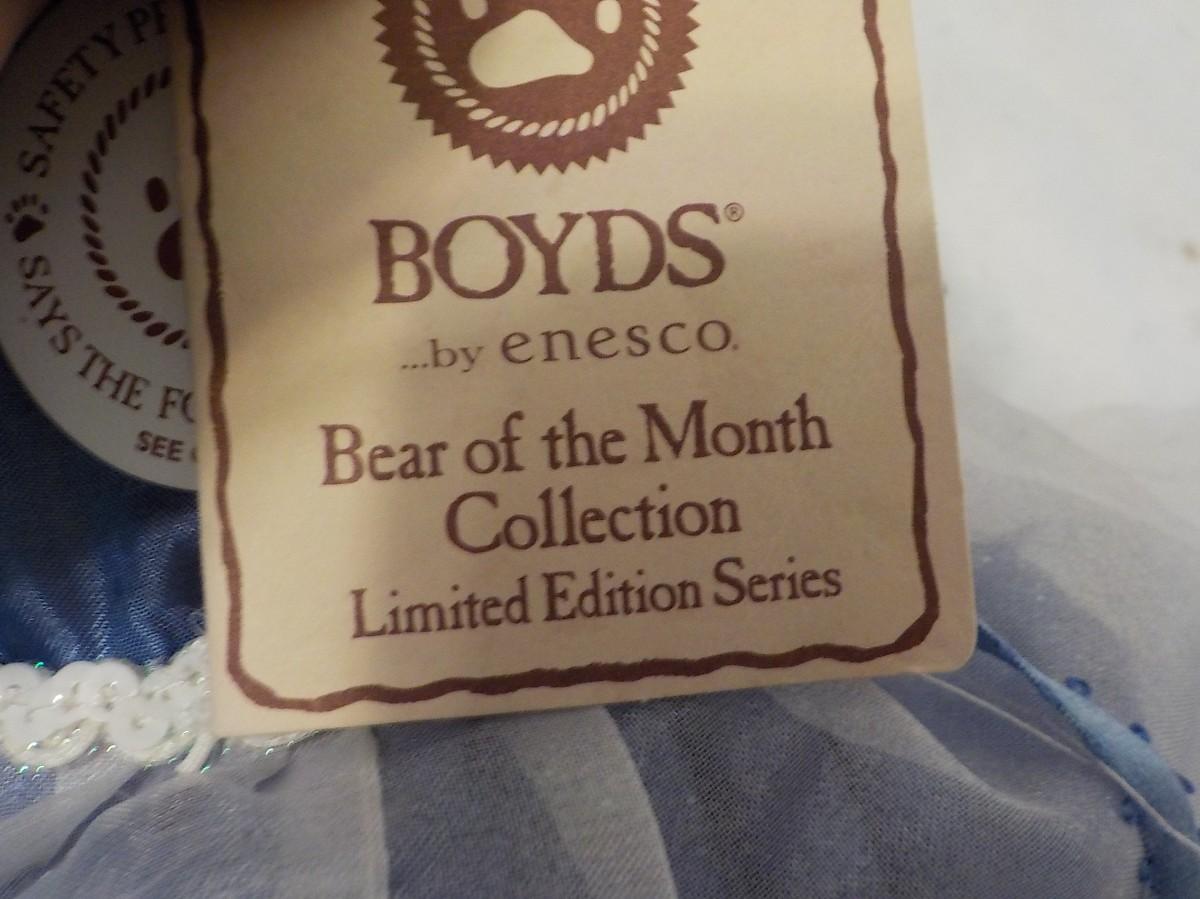 SAFETY
SAYS THE
SEE
BOYDS®
...by enesco.
Bear of the Month
Collection
Limited Edition Series